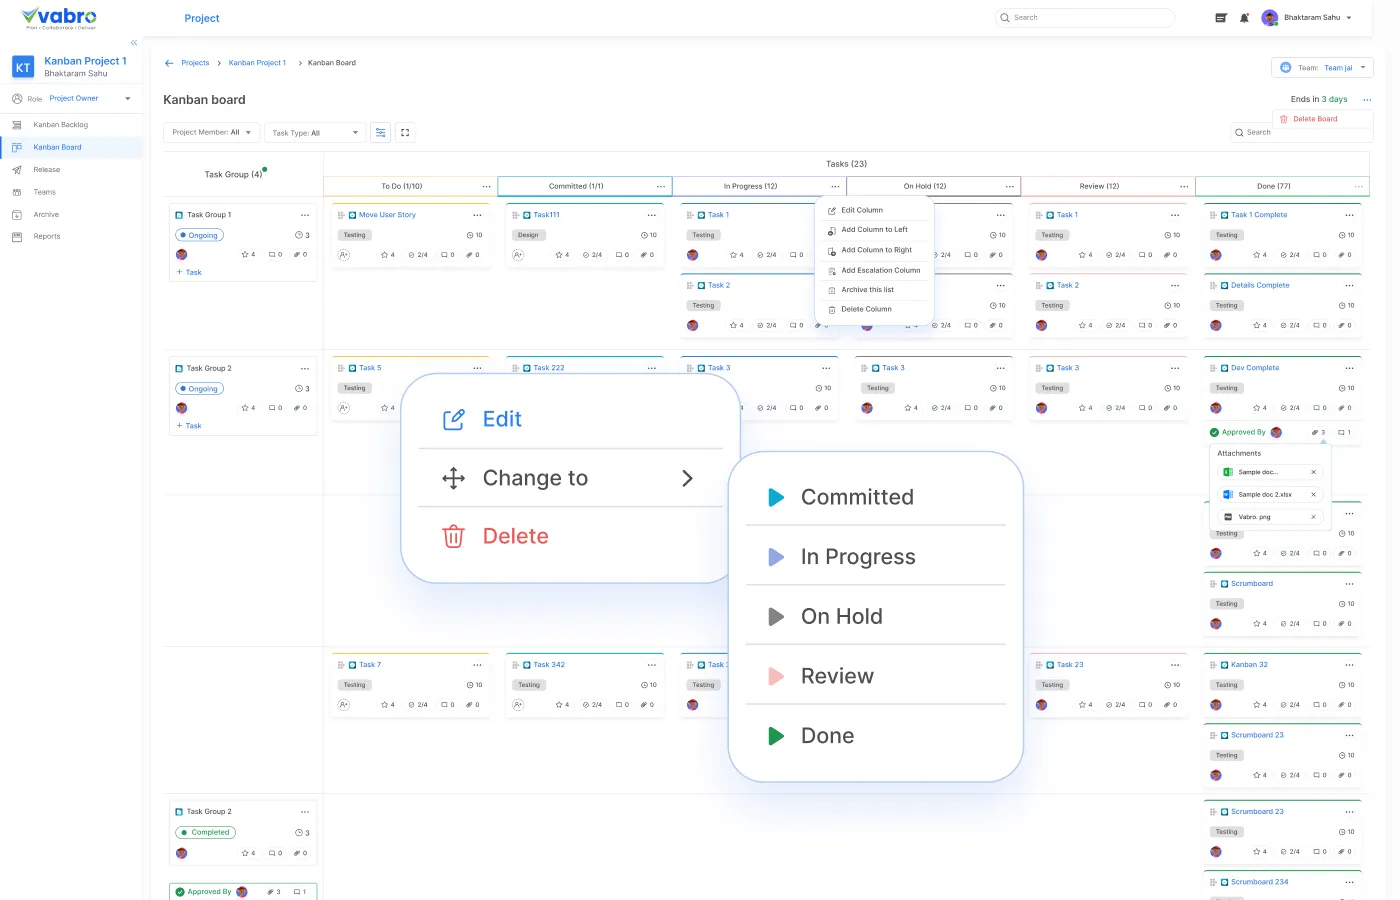 vabro
Plan • Collaborate • Deliver
Project
Search
Bhaktaram Sahu
KT
Kanban Project 1
Bhaktaram Sahu
Role
Project Owner
Kanban Backlog
Kanban Board
Release
Teams
Archive
Reports
Projects > Kanban Project 1 > Kanban Board
Team: Team jai
Kanban board
Ends in 3 days
Delete Board
Project Member: All
Task Type: All
Search
Task Group (4)
Tasks (23)
To Do (1/10)
Committed (1/1)
In Progress (12)
On Hold (12)
Review (12)
Done (77)
Task Group 1
Ongoing
3
4 0 0
+ Task
Move User Story
Testing
10
4 2/4 0 0
Task111
Design
10
4 2/4 0 0
Task 1
Testing
4 2/4 0
Task 2
Testing
4 2/4 0
Edit Column
Add Column to Left
Add Column to Right
Add Escalation Column
Archive this list
Delete Column
10
2/4 0 0
10
4 2/4 0 0
Task 1
Testing
10
4 2/4 0 0
Task 2
Testing
10
4 2/4 0 0
Task 1 Complete
Testing
10
4 2/4 0 0
Details Complete
Testing
10
4 2/4 0 0
Task Group 2
Ongoing
3
4 0 0
+ Task
Task 5
Testing
4
Task 222
Task 3
10
2/4 0 0
Task 3
Testing
10
4 2/4 0 0
Task 3
Testing
10
4 2/4 0 0
Dev Complete
Testing
10
4 2/4 0 0
Approved By
3 1
Attachments
Sample doc...
Sample doc 2.xlsx
Vabro. png
Testing
10
4 2/4 0 0
Scrumboard
Testing
10
4 2/4 0 0
Edit
Change to
Delete
Committed
In Progress
On Hold
Review
Done
Task 7
Testing
10
4 2/4 0 0
Task 342
Testing
10
4 2/4 0 0
Task
Testing
Task 23
Testing
10
4 2/4 0 0
Kanban 32
Testing
10
4 2/4 0 0
Scrumboard 23
Testing
10
4 2/4 0 0
Task Group 2
Completed
3
4 0 0
Approved By
3 1
Scrumboard 23
Testing
10
4 2/4 0 0
Scrumboard 234
Testing
10